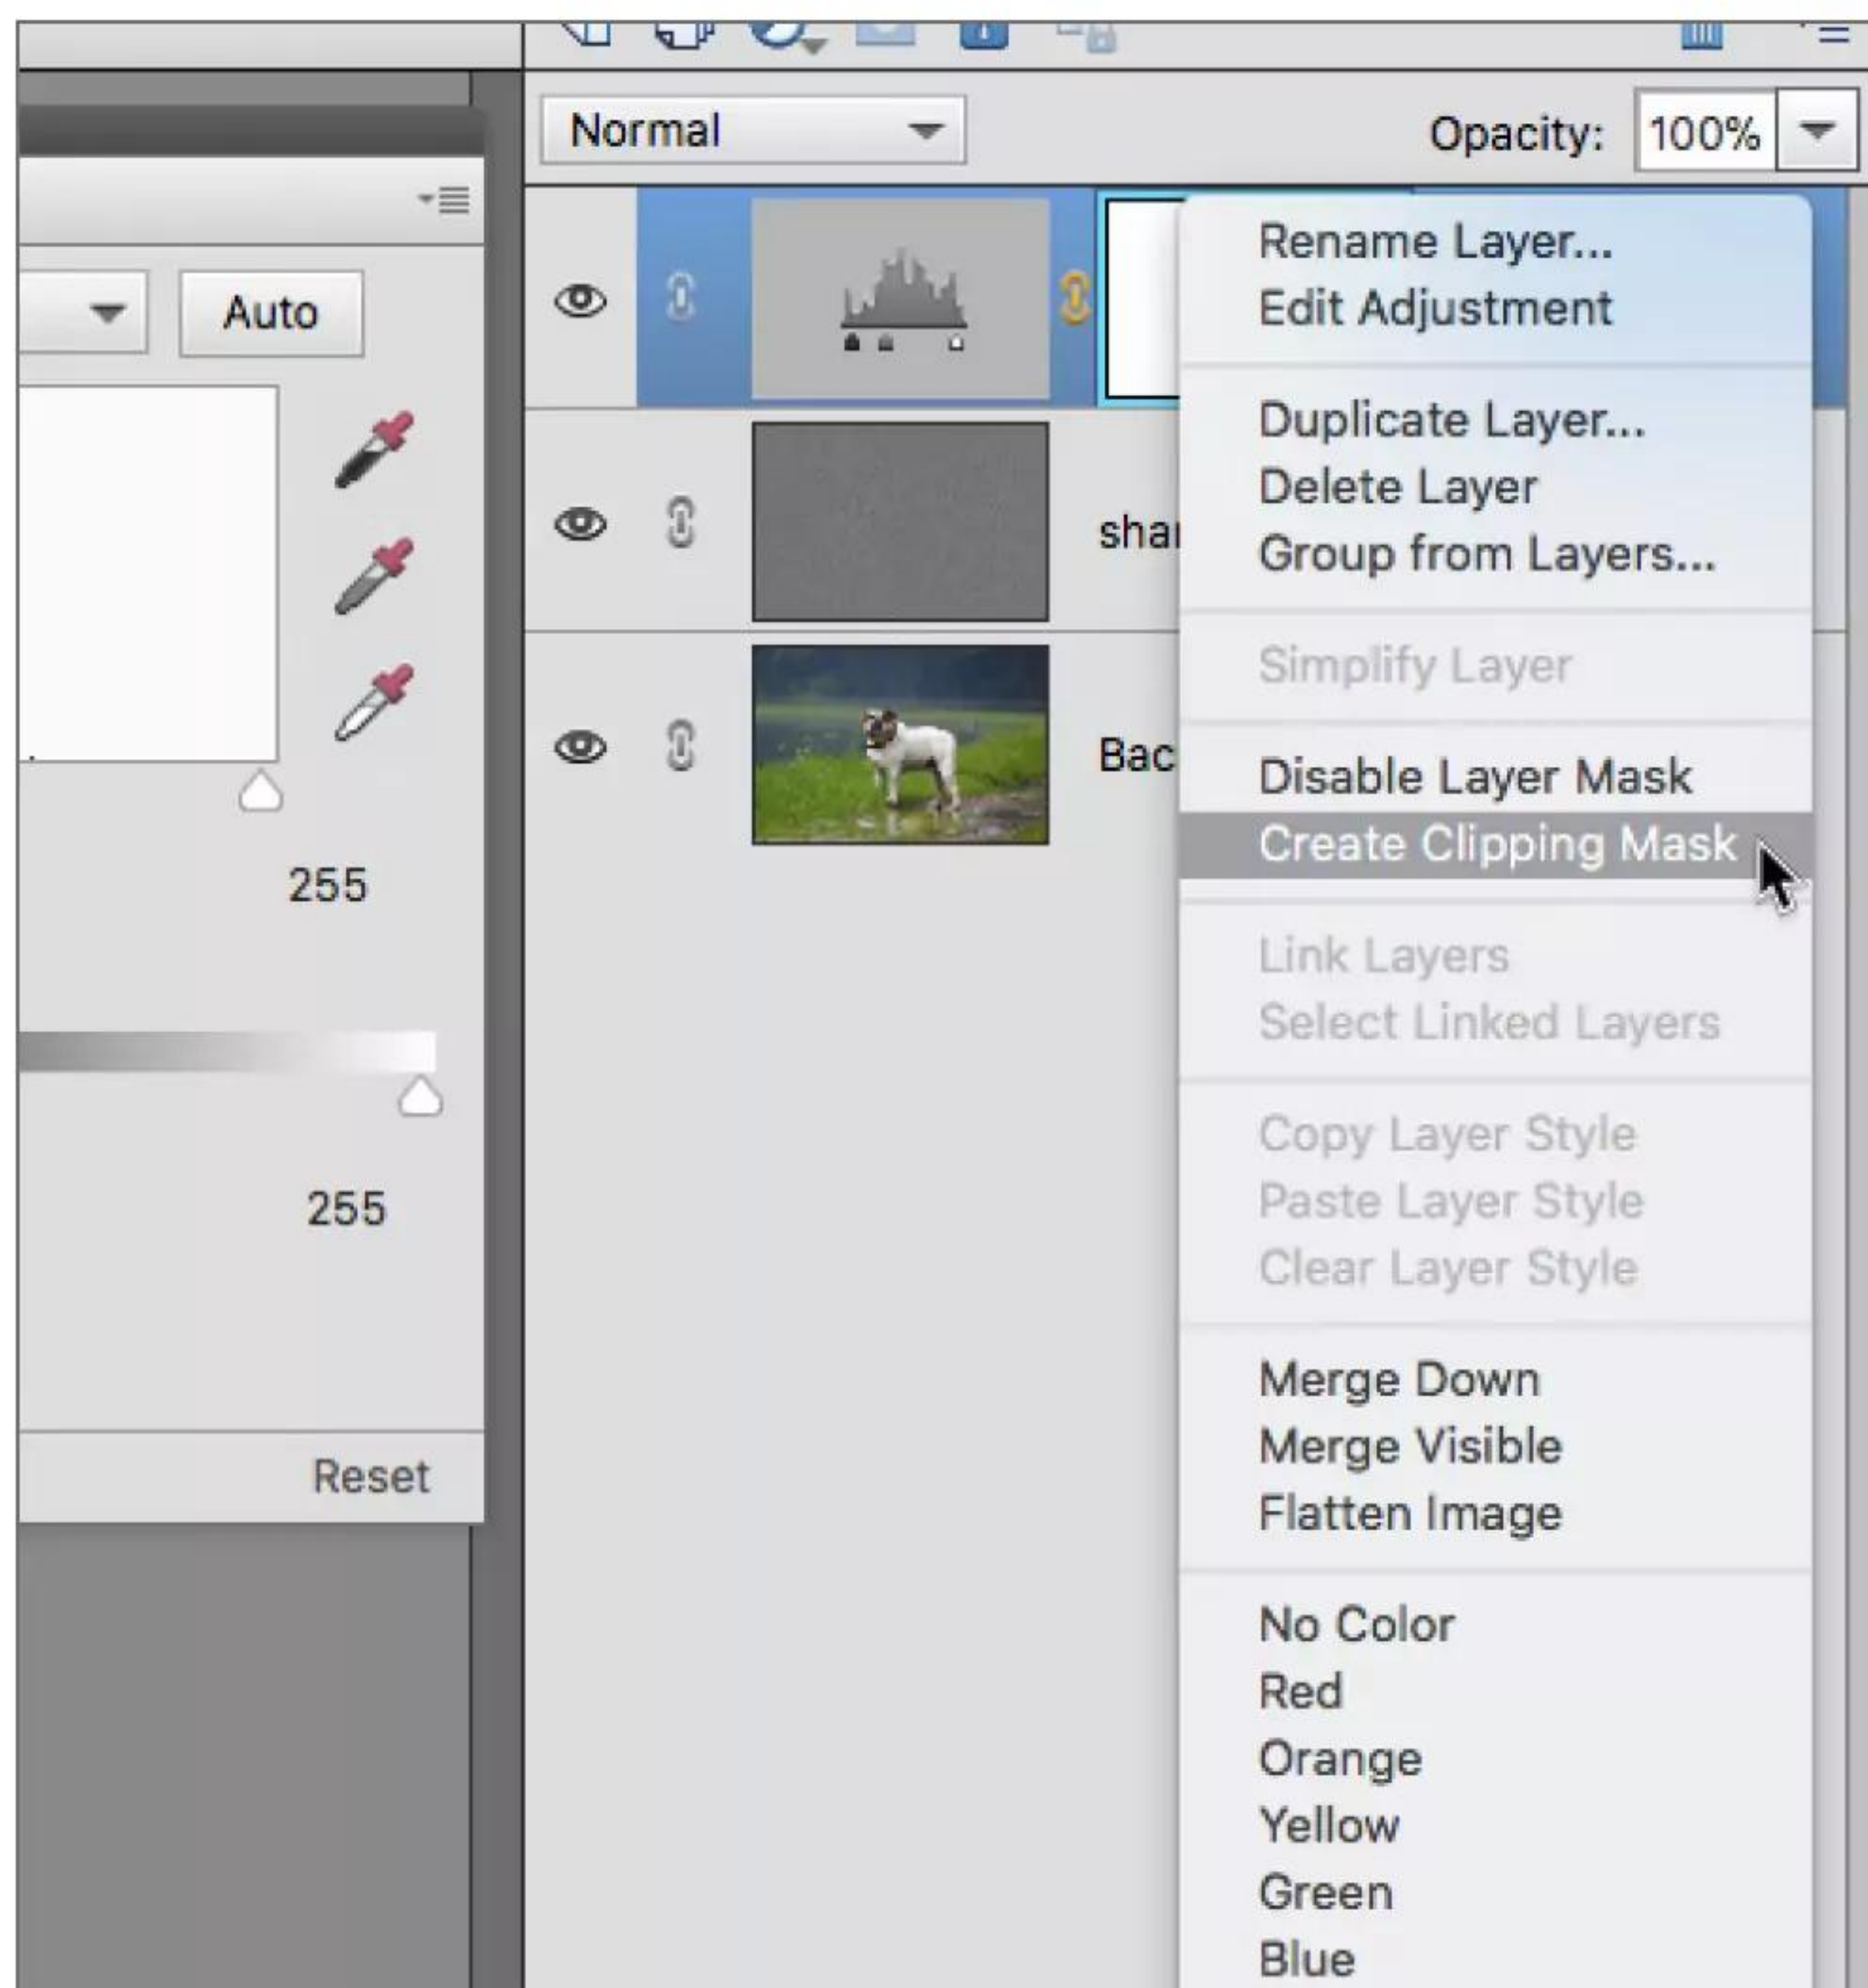 Normal
Opacity: 100%
Auto
255
255
Reset
Rename Layer...
Edit Adjustment
Duplicate Layer...
Delete Layer
Group from Layers...
Simplify Layer
Disable Layer Mask
Create Clipping Mask
Link Layers
Select Linked Layers
Copy Layer Style
Paste Layer Style
Clear Layer Style
Merge Down
Merge Visible
Flatten Image
No Color
Red
Orange
Yellow
Green
Blue